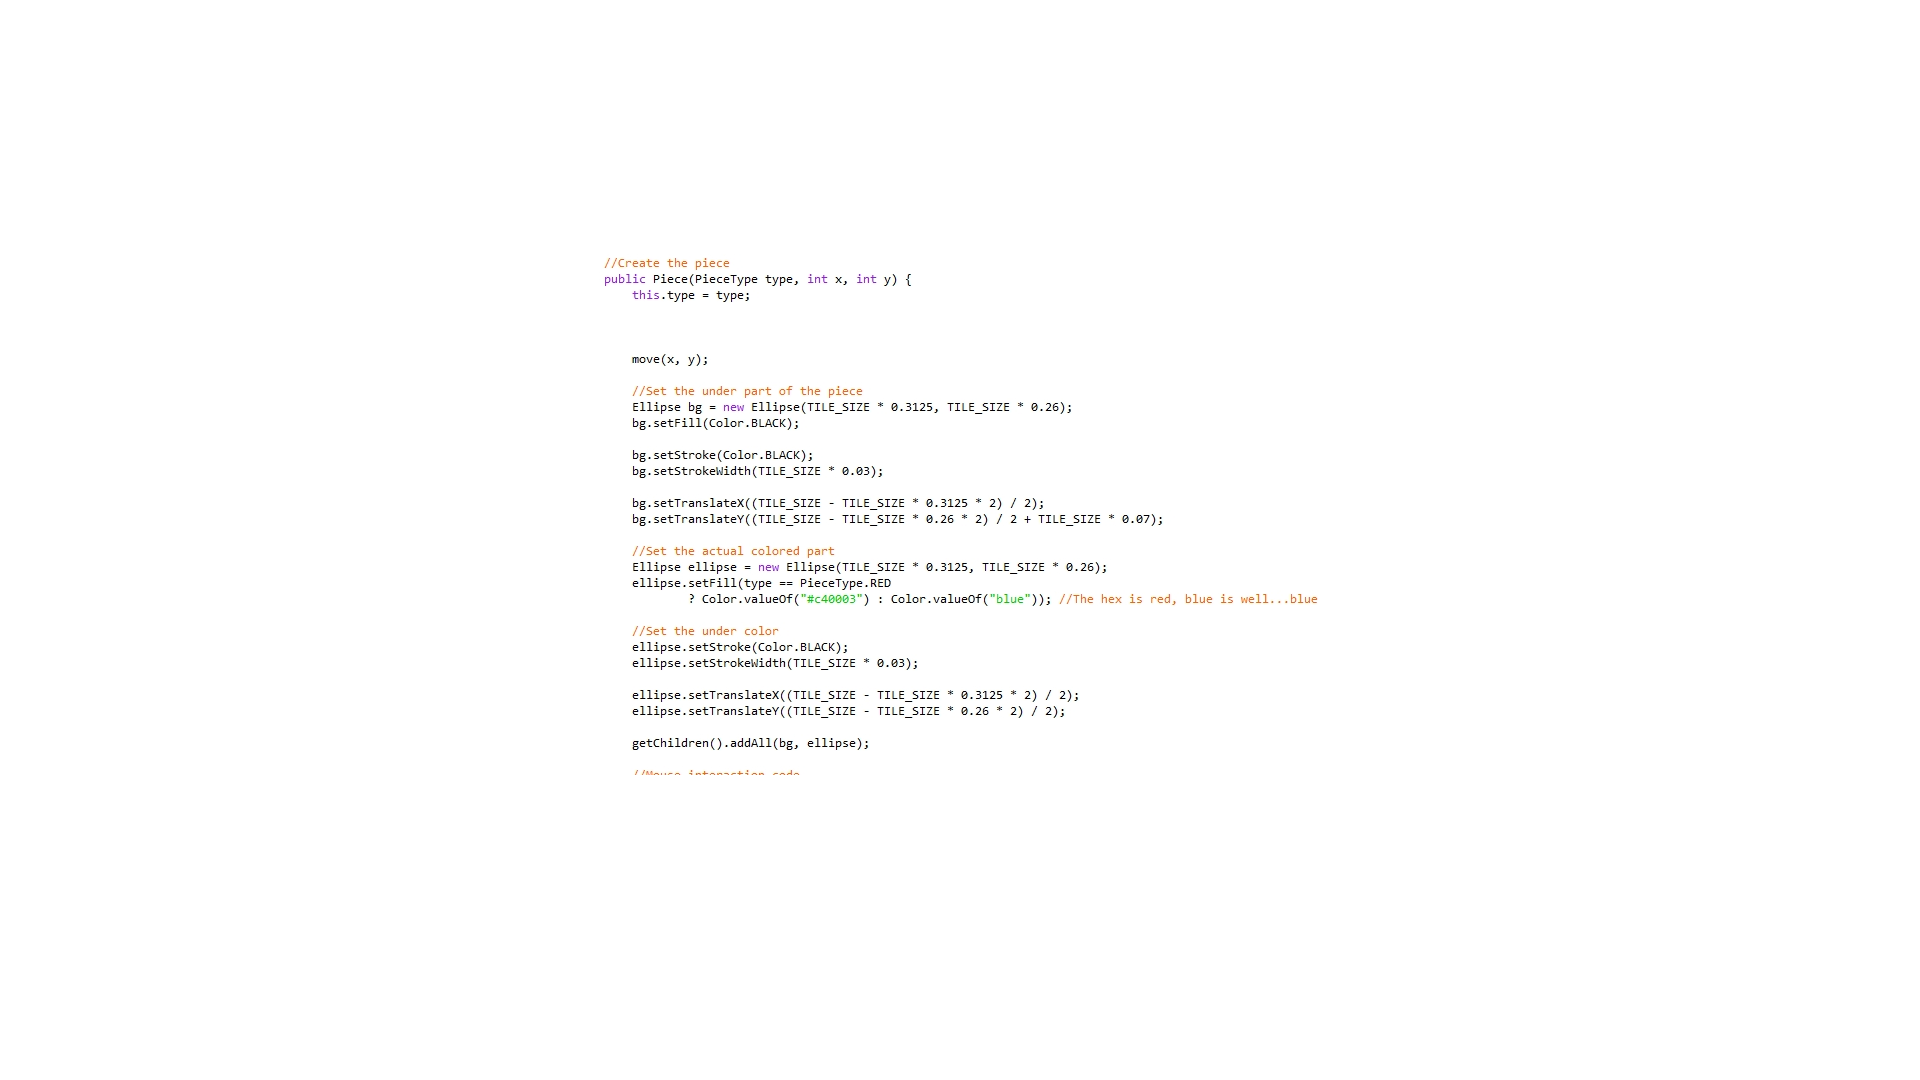 //Create the piece
public Piece(PieceType type, int x, int y) {
this.type = type;
move(x, y);
//Set the under part of the piece
Ellipse bg = new Ellipse(TILE_SIZE * 0.3125, TILE_SIZE * 0.26);
bg.setFill(Color.BLACK);
bg.setStroke(Color.BLACK);
bg.setStrokeWidth(TILE_SIZE * 0.03);
bg.setTranslateX((TILE_SIZE - TILE_SIZE * 0.3125 * 2) / 2);
bg.setTranslateY((TILE_SIZE - TILE_SIZE * 0.26 * 2) / 2 + TILE_SIZE * 0.07);
//Set the actual colored part
Ellipse ellipse = new Ellipse(TILE_SIZE * 0.3125, TILE_SIZE * 0.26);
ellipse.setFill(type == PieceType.RED
? Color.valueOf("#c40003") : Color.valueOf("blue")); //The hex is red, blue is well...blue
//Set the under color
ellipse.setStroke(Color.BLACK);
ellipse.setStrokeWidth(TILE_SIZE * 0.03);
ellipse.setTranslateX((TILE_SIZE - TILE_SIZE * 0.3125 * 2) / 2);
ellipse.setTranslateY((TILE_SIZE - TILE_SIZE * 0.26 * 2) / 2);
getChildren().addAll(bg, ellipse);
//Mouse interaction code